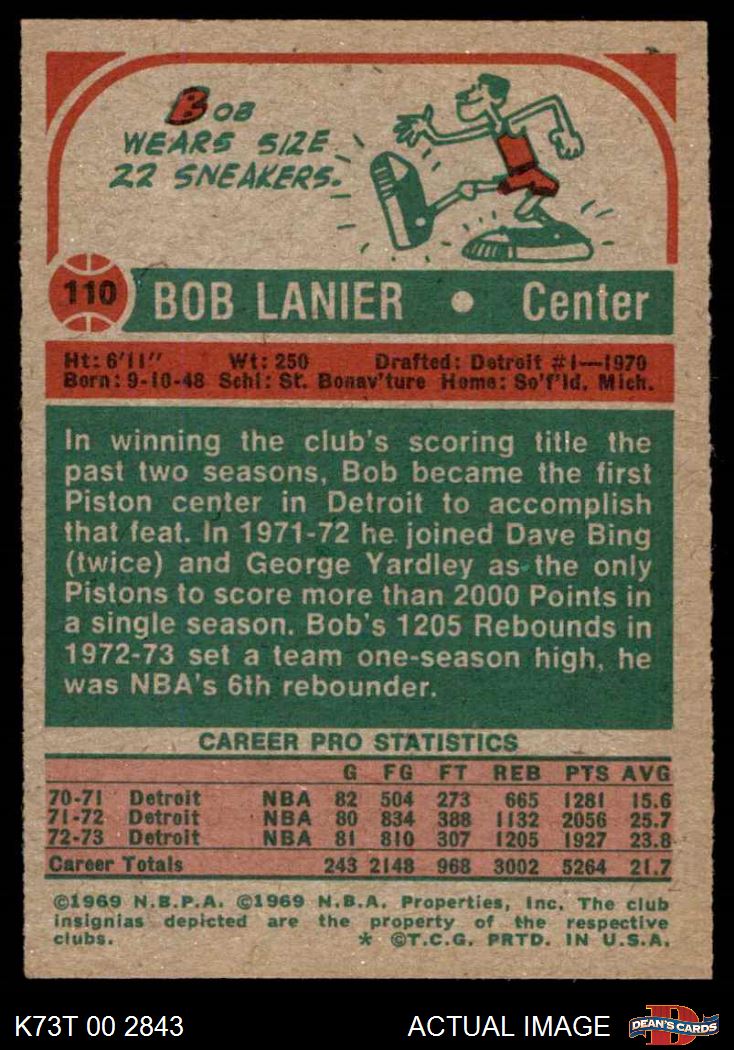 BOB
WEARS SIZE
22 SNEAKERS.
110 BOB LANIER • Center
Ht: 6'11" Wt: 250 Drafted: Detroit #1—1970
Born: 9-10-48 Schl: St. Bonav'ture Home: So'f'ld, Mich.
In winning the club's scoring title the
past two seasons, Bob became the first
Piston center in Detroit to accomplish
that feat. In 1971-72 he joined Dave Bing
(twice) and George Yardley as the only
Pistons to score more than 2000 Points in
a single season. Bob's 1205 Rebounds in
1972-73 set a team one-season high, he
was NBA's 6th rebounder.
CAREER PRO STATISTICS
G FG FT REB PTS AVG
70-71 Detroit NBA 82 504 273 665 1281 15.6
71-72 Detroit NBA 80 834 388 1132 2056 25.7
72-73 Detroit NBA 81 810 307 1205 1927 23.8
Career Totals 243 2148 968 3002 5264 21.7
©1969 N.B.P.A. ©1969 N.B.A. Properties, Inc. The club
insignias depicted are the property of the respective
clubs. * ©T.C.G. PRTD. IN U.S.A.
K73T 00 2843 ACTUAL IMAGE DEAN'S CARDS